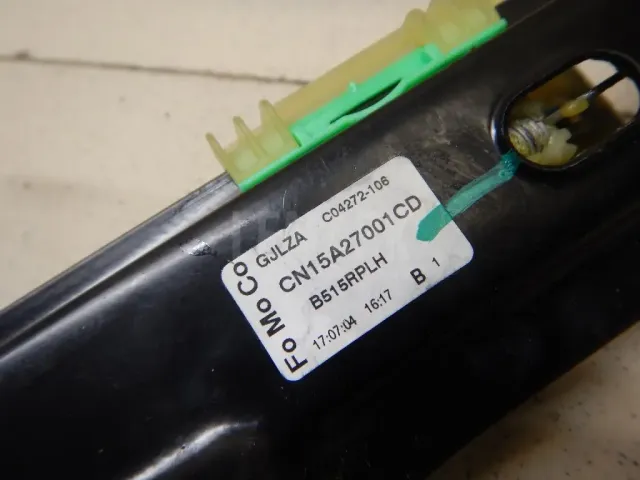 FoMoCo
GJLZA C04272-106
CN15A27001CD
B515RPLH
17:07:04 16:17 B 1